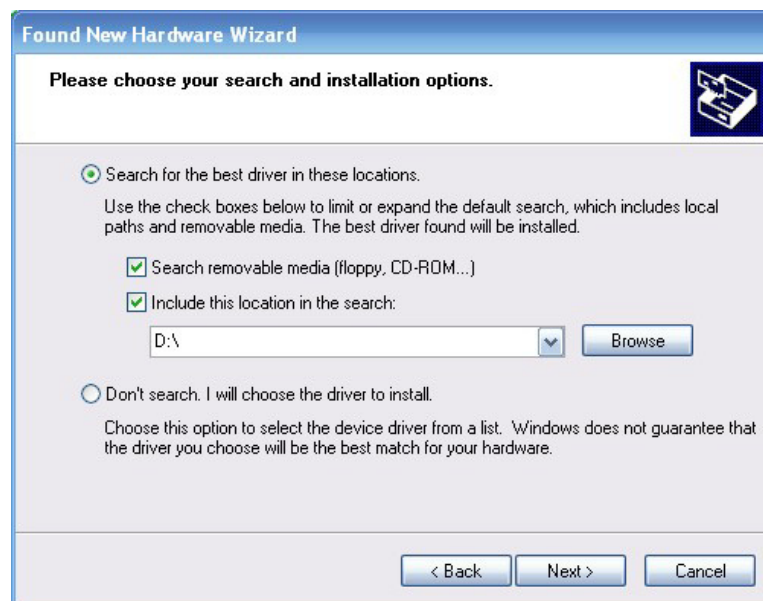 Found New Hardware Wizard
Please choose your search and installation options.
Search for the best driver in these locations.
Use the check boxes below to limit or expand the default search, which includes local
paths and removable media. The best driver found will be installed.
Search removable media (floppy, CD-ROM...)
Include this location in the search:
D:\
Browse
Don't search. I will choose the driver to install.
Choose this option to select the device driver from a list. Windows does not guarantee that
the driver you choose will be the best match for your hardware.
< Back Next > Cancel